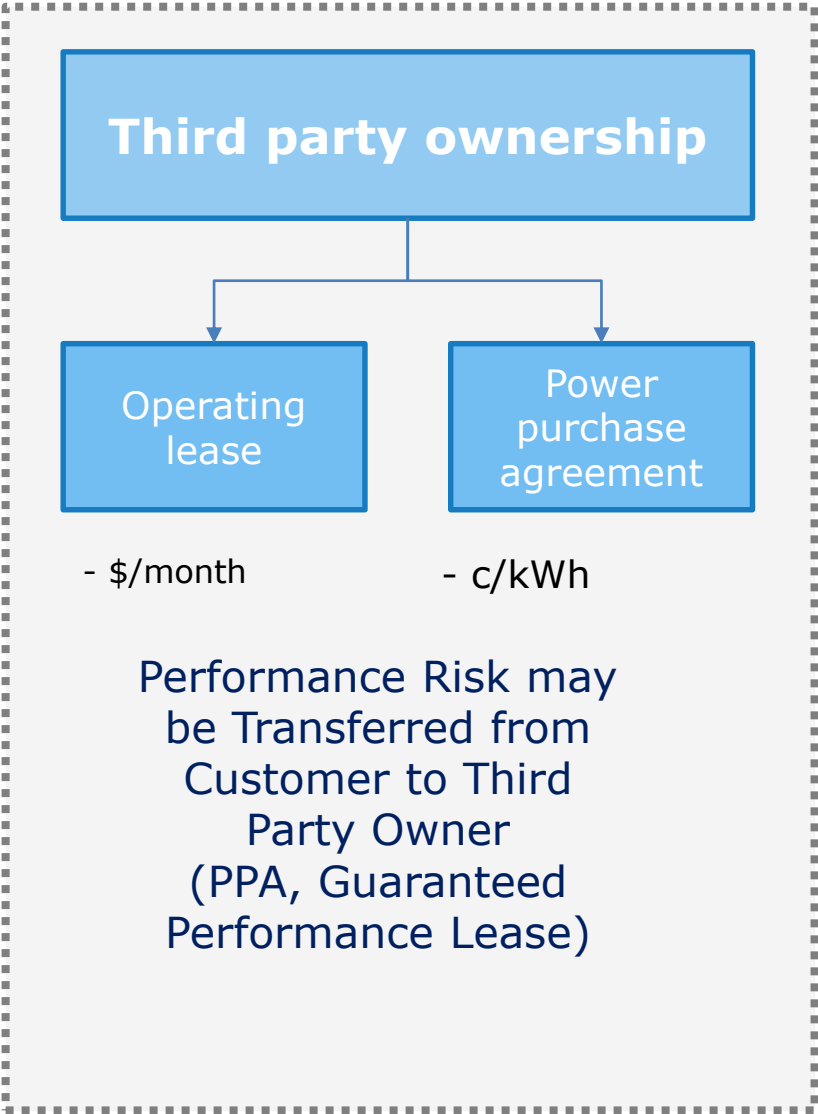 Third party ownership
Operating
lease
Power
purchase
agreement
- $/month
- c/kWh
Performance Risk may
be Transferred from
Customer to Third
Party Owner
(PPA, Guaranteed
Performance Lease)